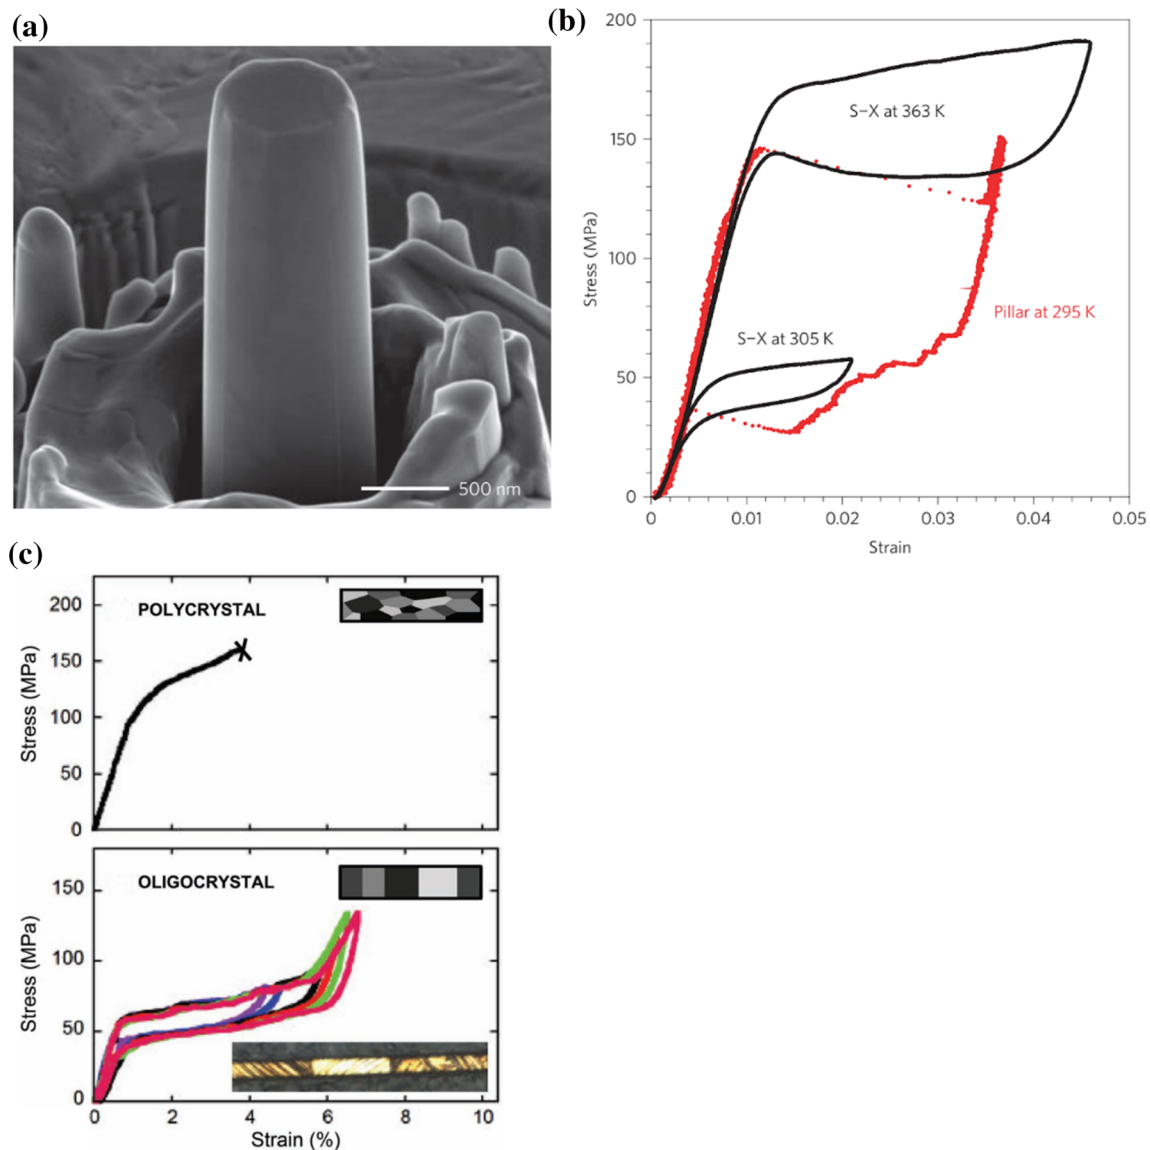 (a)
500 nm
(b)
200
150
100
50
0
Stress (MPa)
S–X at 363 K
S–X at 305 K
Pillar at 295 K
0 0.01 0.02 0.03 0.04 0.05
Strain
(c)
POLYCRYSTAL
200
150
100
50
0
Stress (MPa)
OLIGOCRYSTAL
150
100
50
0
Stress (MPa)
0 2 4 6 8 10
Strain (%)